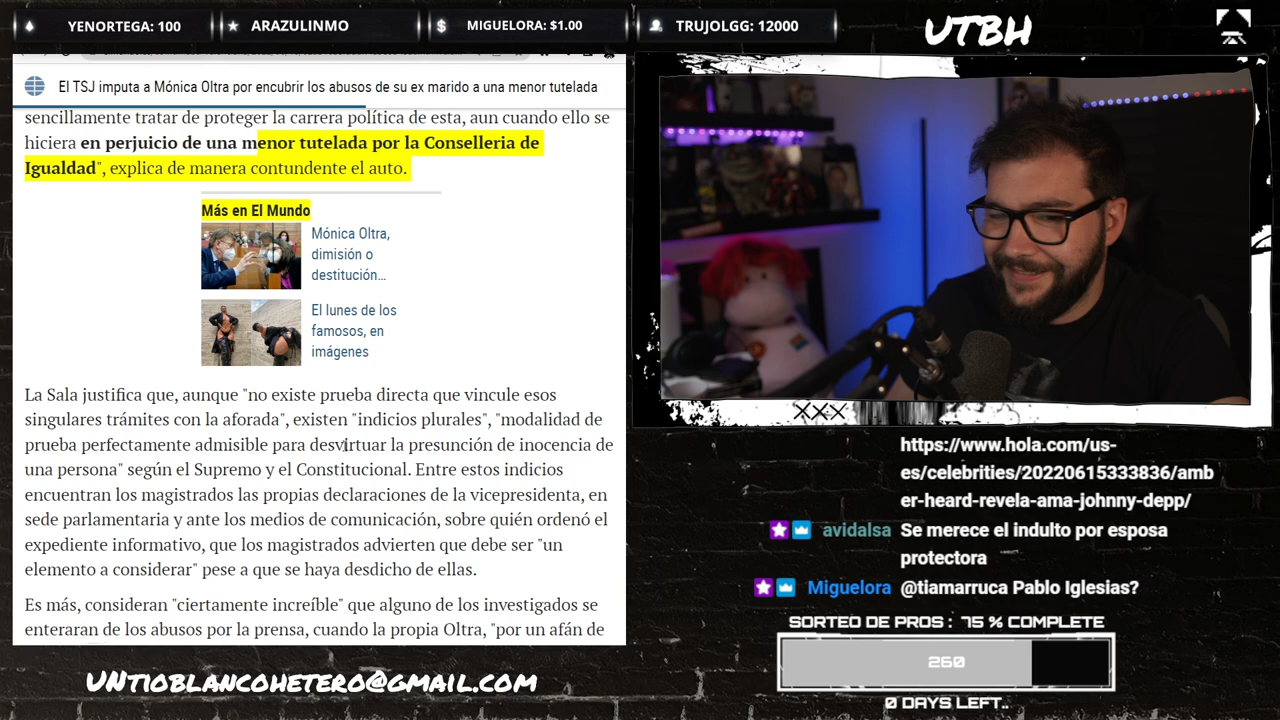 YENORTEGA: 100
ARAZULINMO
MIGUELORA: $1.00
TRUJOLGG: 12000
UTBH
El TSJ imputa a Mónica Oltra por encubrir los abusos de su ex marido a una menor tutelada
sencillamente tratar de proteger la carrera política de esta, aun cuando ello se
hiciera en perjuicio de una menor tutelada por la Conselleria de
Igualdad", explica de manera contundente el auto.
Más en El Mundo
Mónica Oltra,
dimisión o
destitución...
El lunes de los
famosos, en
imágenes
La Sala justifica que, aunque "no existe prueba directa que vincule esos
singulares trámites con la aforada", existen "indicios plurales", "modalidad de
prueba perfectamente admisible para desvirtuar la presunción de inocencia de
una persona" según el Supremo y el Constitucional. Entre estos indicios
encuentran los magistrados las propias declaraciones de la vicepresidenta, en
sede parlamentaria y ante los medios de comunicación, sobre quién ordenó el
expediente informativo, que los magistrados advierten que debe ser "un
elemento a considerar" pese a que se haya desdicho de ellas.
Es más, consideran "ciertamente increíble" que alguno de los investigados se
enteraran de los abusos por la prensa, cuando la propia Oltra, "por un afán de
XXX
https://www.hola.com/us-
es/celebrities/20220615333836/amb
er-heard-revela-ama-johnny-depp/
avidalsa Se merece el indulto por esposa
protectora
Miguelora @tiamarruca Pablo Iglesias?
SORTEO DE PROS : 75 % COMPLETE
260
0 DAYS LEFT..
UNTIOBLANCOHETERO@GMAIL.COM